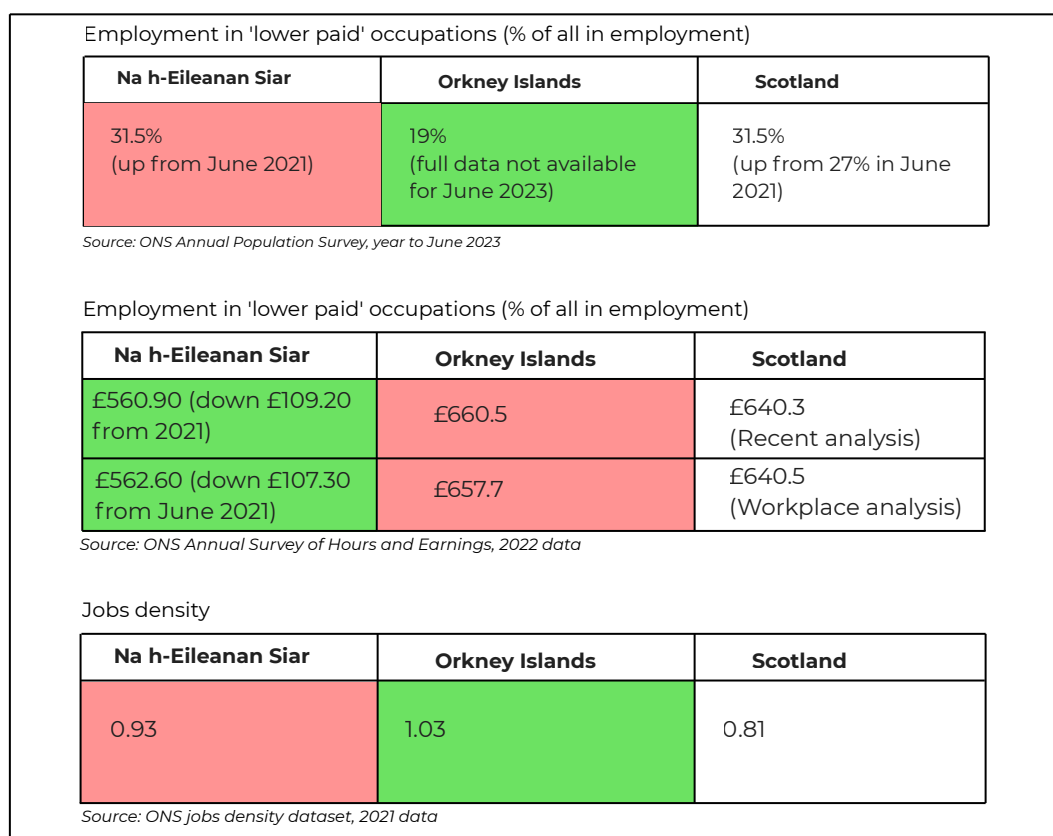 Employment in 'lower paid' occupations (% of all in employment)
Na h-Eileanan Siar
Orkney Islands
Scotland
31.5%
(up from June 2021)
19%
(full data not available
for June 2023)
31.5%
(up from 27% in June
2021)
Source: ONS Annual Population Survey, year to June 2023
Employment in 'lower paid' occupations (% of all in employment)
Na h-Eileanan Siar
Orkney Islands
Scotland
£560.90 (down £109.20
from 2021)
£660.5
£640.3
(Recent analysis)
£562.60 (down £107.30
from June 2021)
£657.7
£640.5
(Workplace analysis)
Source: ONS Annual Survey of Hours and Earnings, 2022 data
Jobs density
Na h-Eileanan Siar
Orkney Islands
Scotland
0.93
1.03
0.81
Source: ONS jobs density dataset, 2021 data